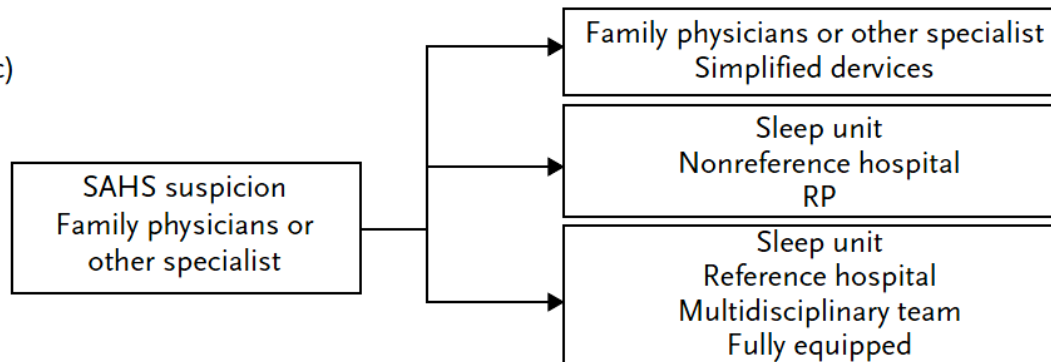 c)
SAHS suspicion
Family physicians or
other specialist
Family physicians or other specialist
Simplified dervices
Sleep unit
Nonreference hospital
RP
Sleep unit
Reference hospital
Multidisciplinary team
Fully equipped